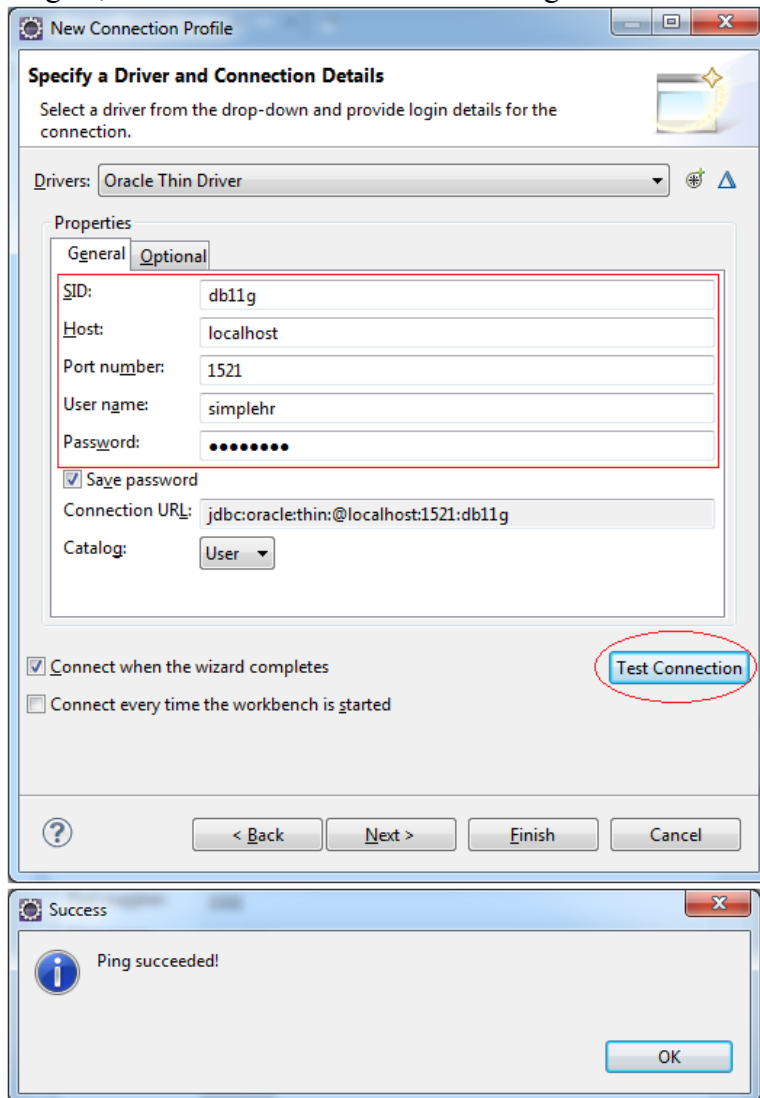 New Connection Profile
Specify a Driver and Connection Details
Select a driver from the drop-down and provide login details for the
connection.
Drivers: Oracle Thin Driver
Properties
General Optional
SID: db11g
Host: localhost
Port number: 1521
User name: simplehr
Password: ●●●●●●●●
Save password
Connection URL: jdbc:oracle:thin:@localhost:1521:db11g
Catalog: User
Connect when the wizard completes Test Connection
Connect every time the workbench is started
? < Back Next > Finish Cancel
Success
Ping succeeded!
OK